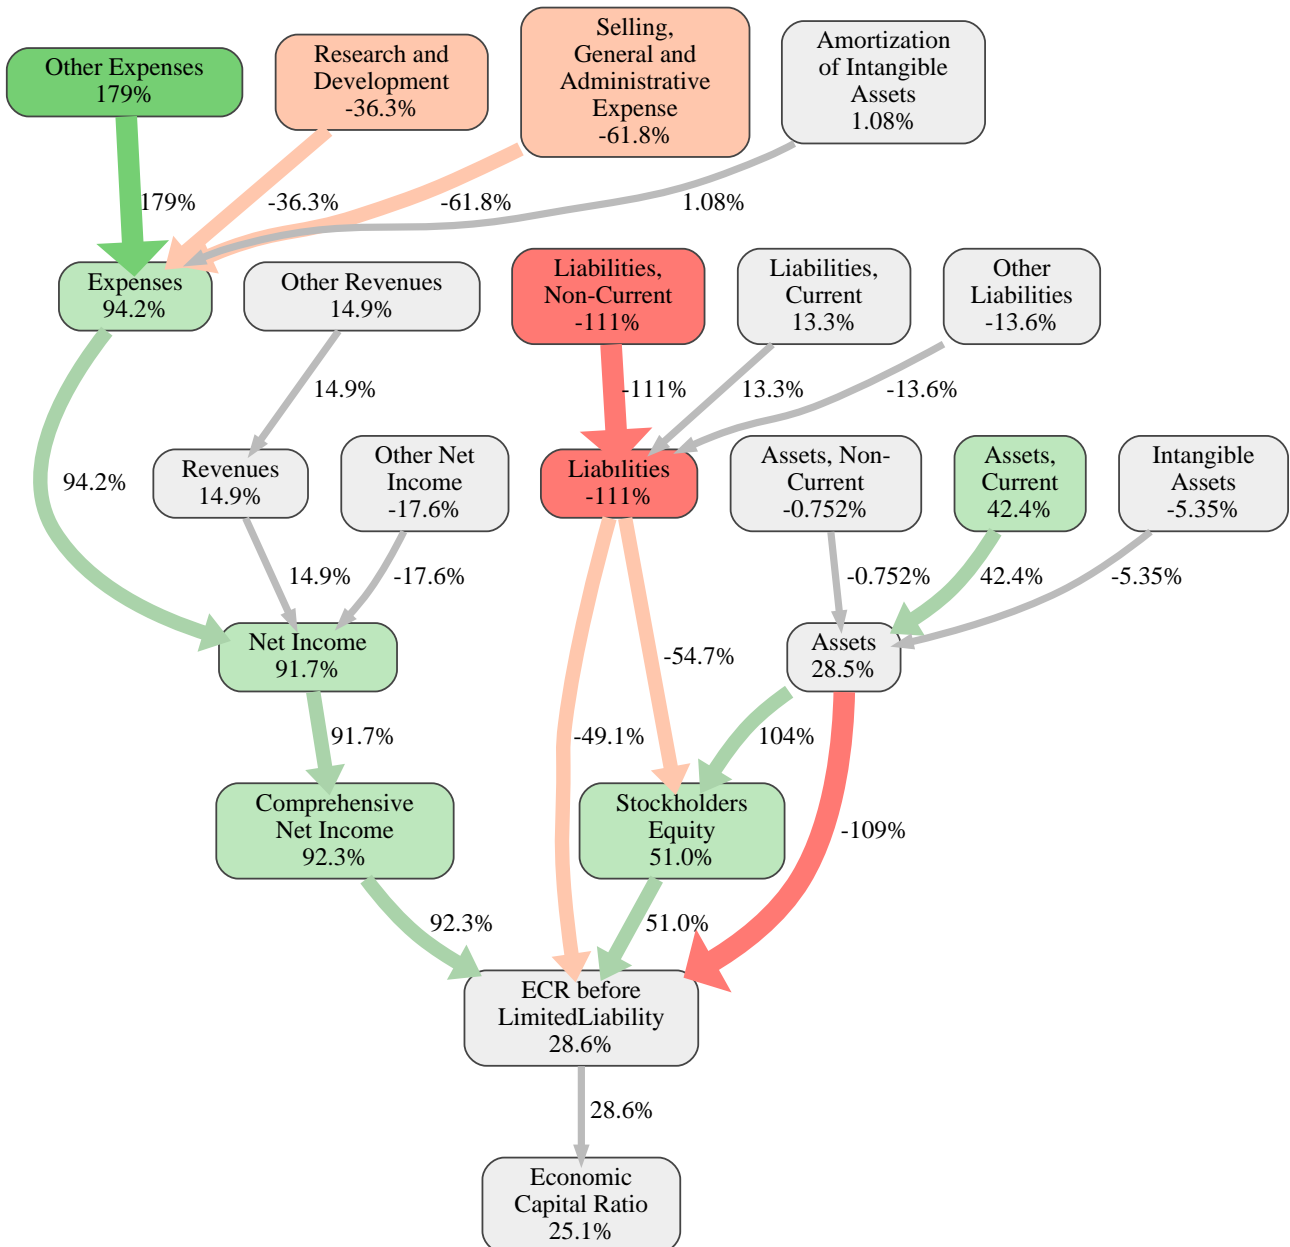 Other Expenses
179%
Research and
Development
-36.3%
Selling,
General and
Administrative
Expense
-61.8%
Amortization
of Intangible
Assets
1.08%
179%
-36.3%
-61.8%
1.08%
Expenses
94.2%
Other Revenues
14.9%
Liabilities,
Non-Current
-111%
Liabilities,
Current
13.3%
Other
Liabilities
-13.6%
14.9%
-111%
13.3%
-13.6%
94.2%
Revenues
14.9%
Other Net
Income
-17.6%
Liabilities
-111%
Assets, Non-
Current
-0.752%
Assets,
Current
42.4%
Intangible
Assets
-5.35%
14.9%
-17.6%
-0.752%
42.4%
-5.35%
Net Income
91.7%
-54.7%
Assets
28.5%
91.7%
-49.1%
104%
-109%
Comprehensive
Net Income
92.3%
Stockholders
Equity
51.0%
92.3%
51.0%
ECR before
LimitedLiability
28.6%
28.6%
Economic
Capital Ratio
25.1%